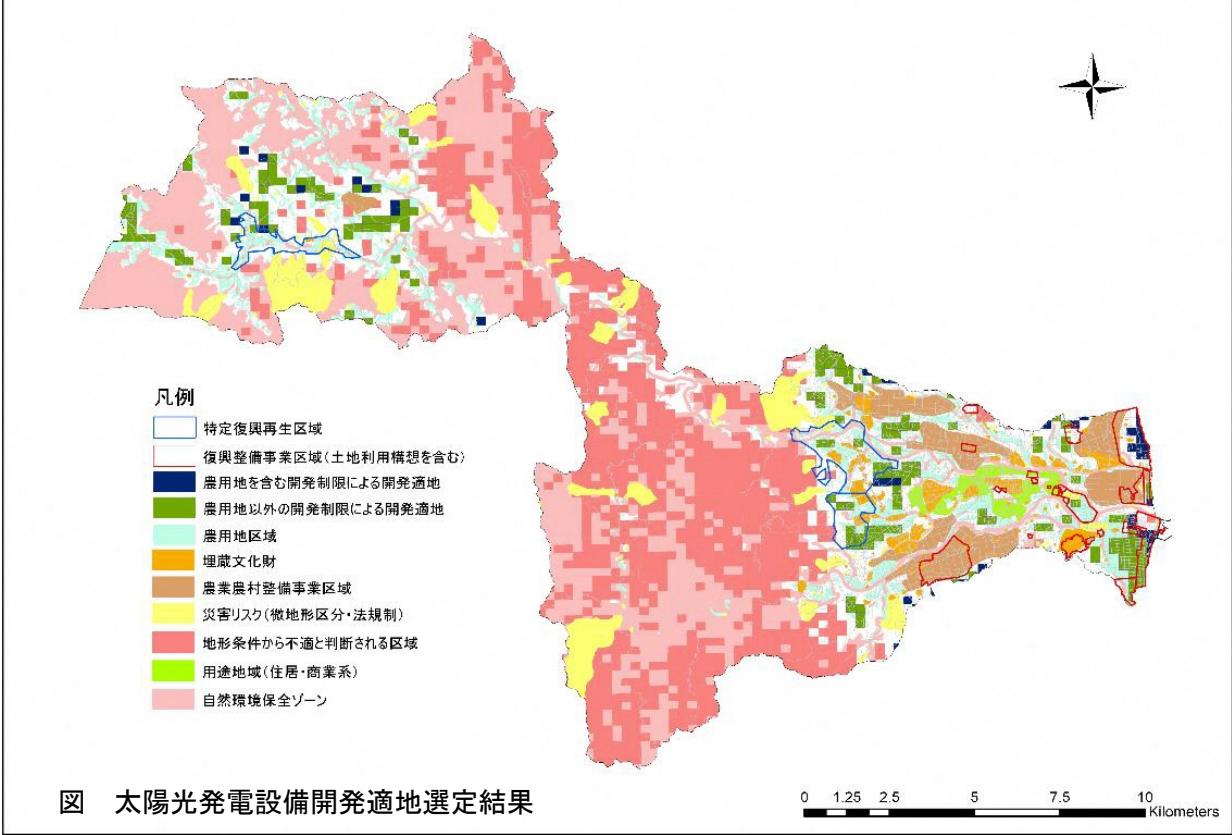 凡例
特定復興再生区域
復興整備事業区域(土地利用構想を含む)
農用地を含む開発制限による開発適地
農用地以外の開発制限による開発適地
農用地区域
埋蔵文化財
農業農村整備事業区域
災害リスク(微地形区分・法規制)
地形条件から不適と判断される区域
用途地域(住居・商業系)
自然環境保全ゾーン
図 太陽光発電設備開発適地選定結果
0 1.25 2.5 5 7.5 10
Kilometers